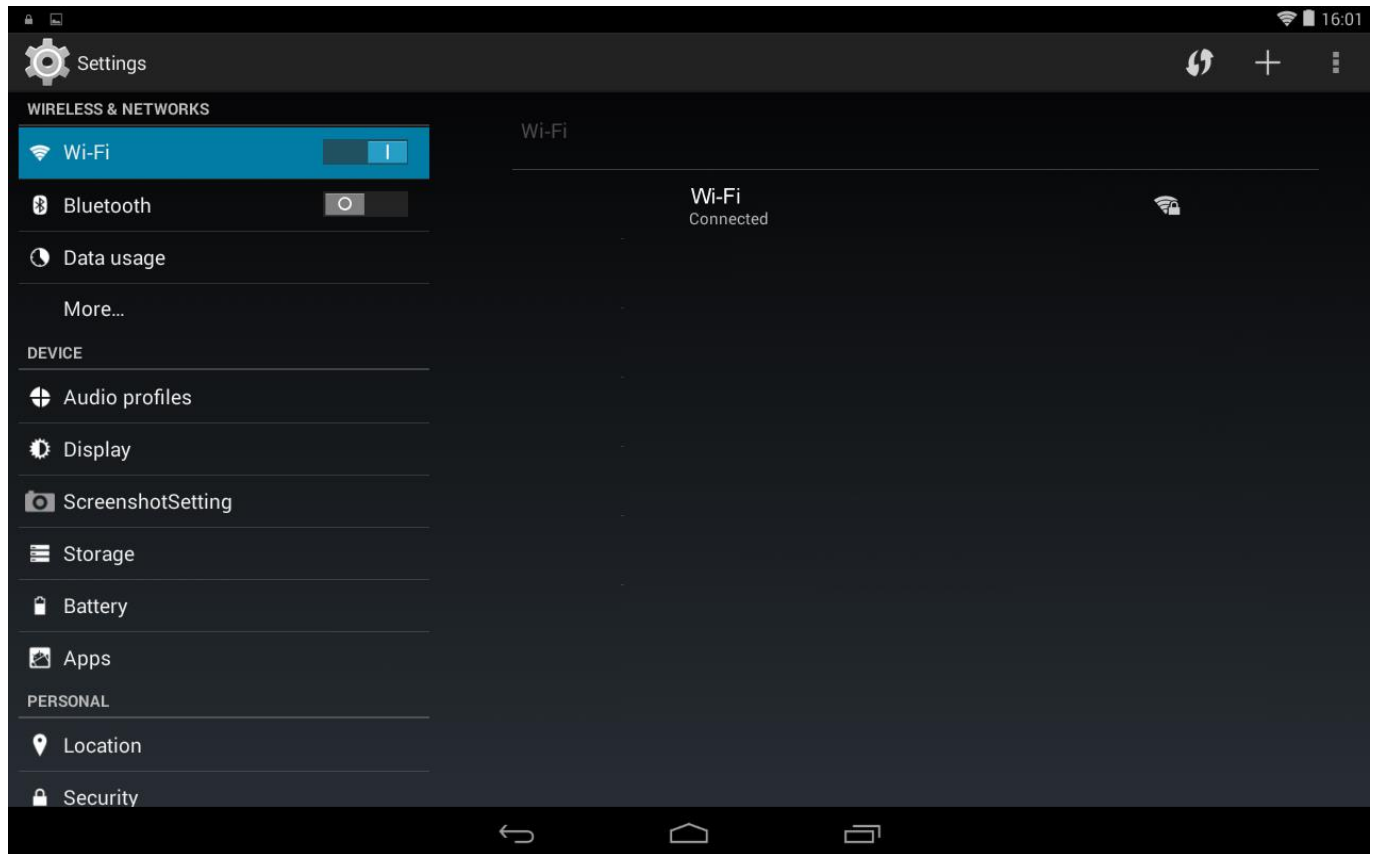 16:01
Settings
WIRELESS & NETWORKS
Wi-Fi
Wi-Fi
Bluetooth
Wi-Fi
Connected
Data usage
More...
DEVICE
Audio profiles
Display
ScreenshotSetting
Storage
Battery
Apps
PERSONAL
Location
Security